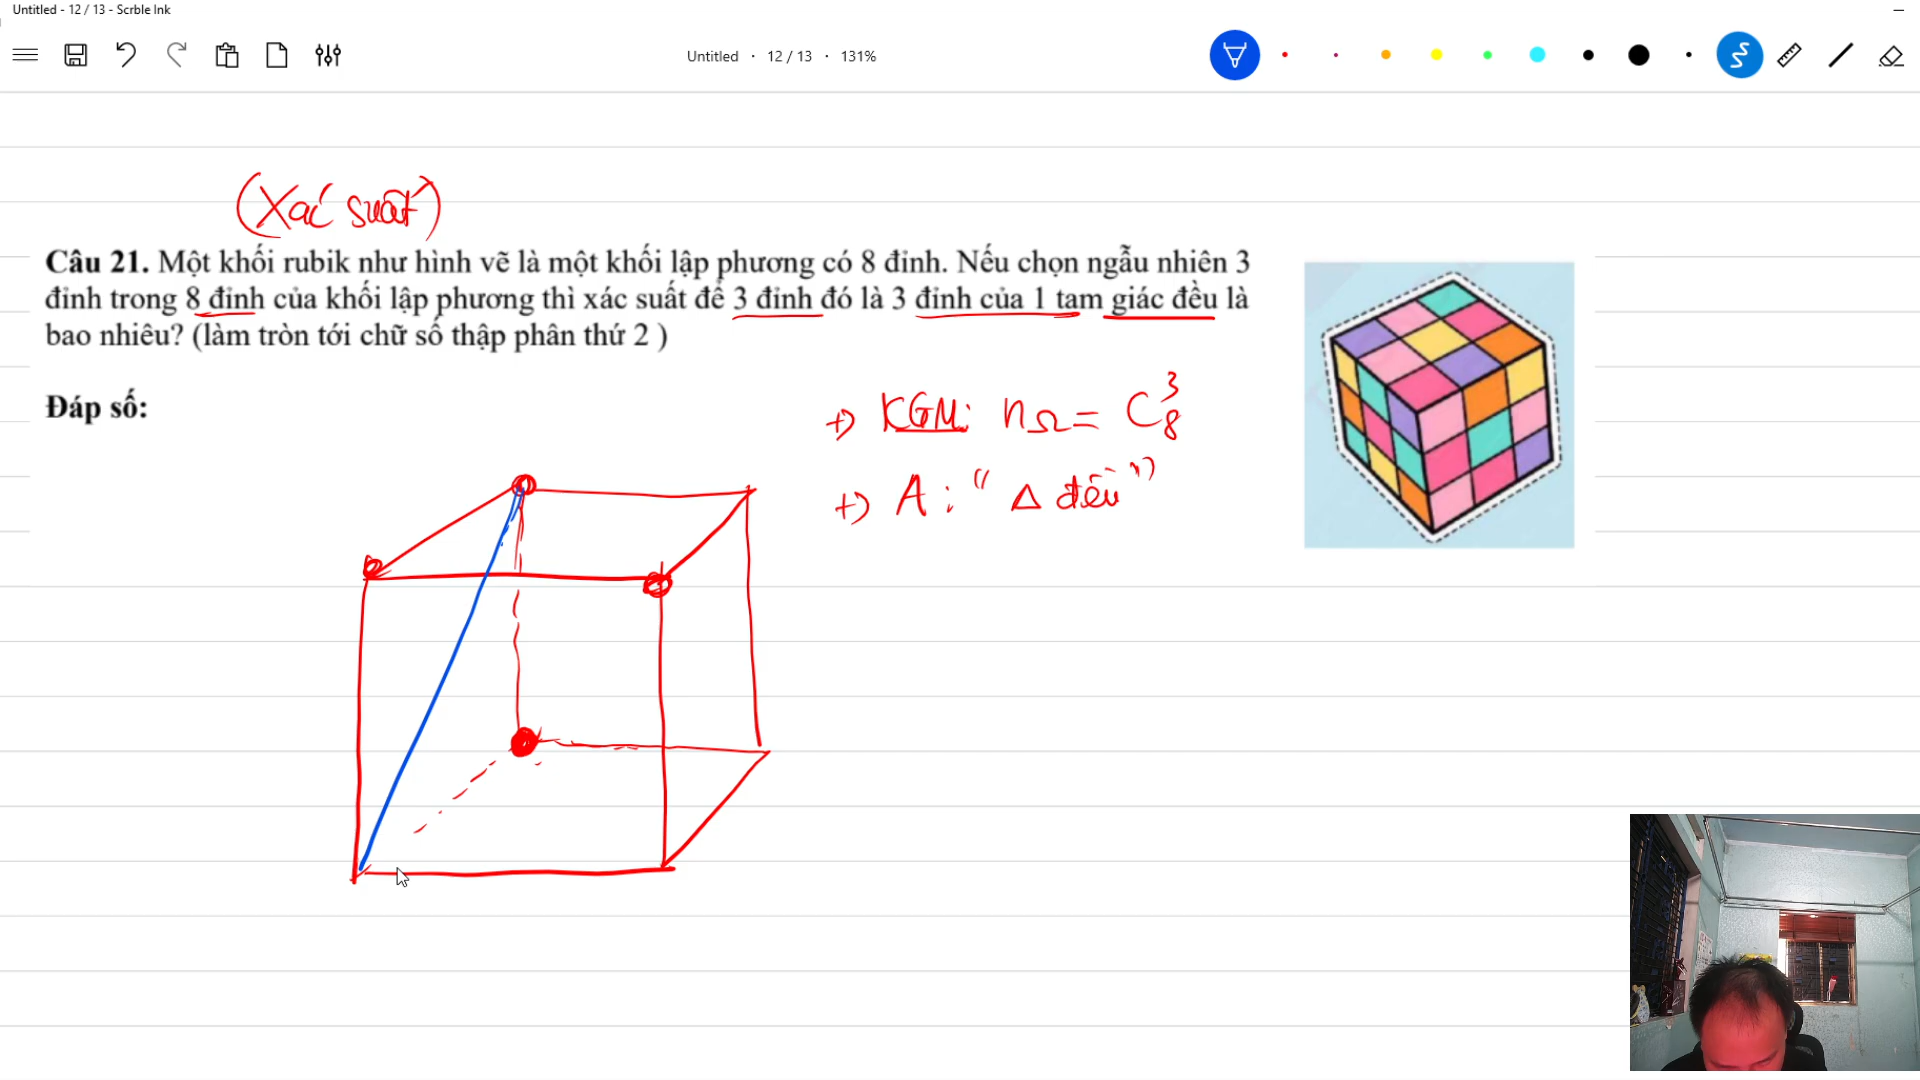 Untitled - 12 / 13 - Scrble Ink
Untitled · 12 / 13 · 131%
(Xác suất)
Câu 21. Một khối rubik như hình vẽ là một khối lập phương có 8 đỉnh. Nếu chọn ngẫu nhiên 3
đỉnh trong 8 đỉnh của khối lập phương thì xác suất để 3 đỉnh đó là 3 đỉnh của 1 tam giác đều là
bao nhiêu? (làm tròn tới chữ số thập phân thứ 2 )
Đáp số:
+) KGM: nΩ = C₈³
+) A: "Δ đều"